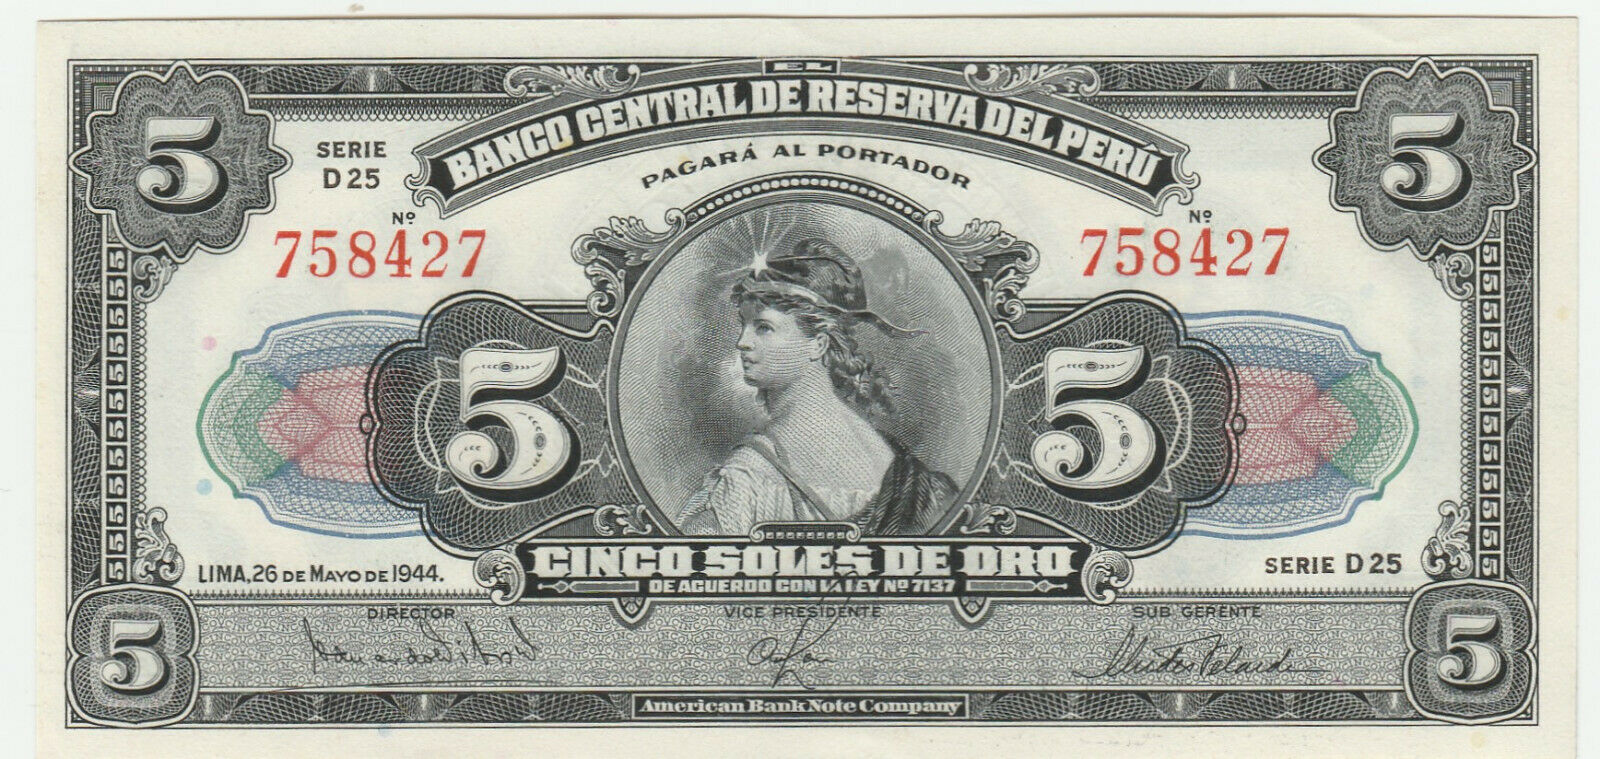 EL
BANCO CENTRAL DE RESERVA DEL PERÚ
PAGARÁ AL PORTADOR
5
5
SERIE
D 25
Nº
758427
Nº
758427
5
5
CINCO SOLES DE ORO
DE ACUERDO CON LA LEY Nº 7137
LIMA, 26 DE MAYO DE 1944.
SERIE D 25
DIRECTOR
VICE PRESIDENTE
SUB GERENTE
5
5
American Bank Note Company